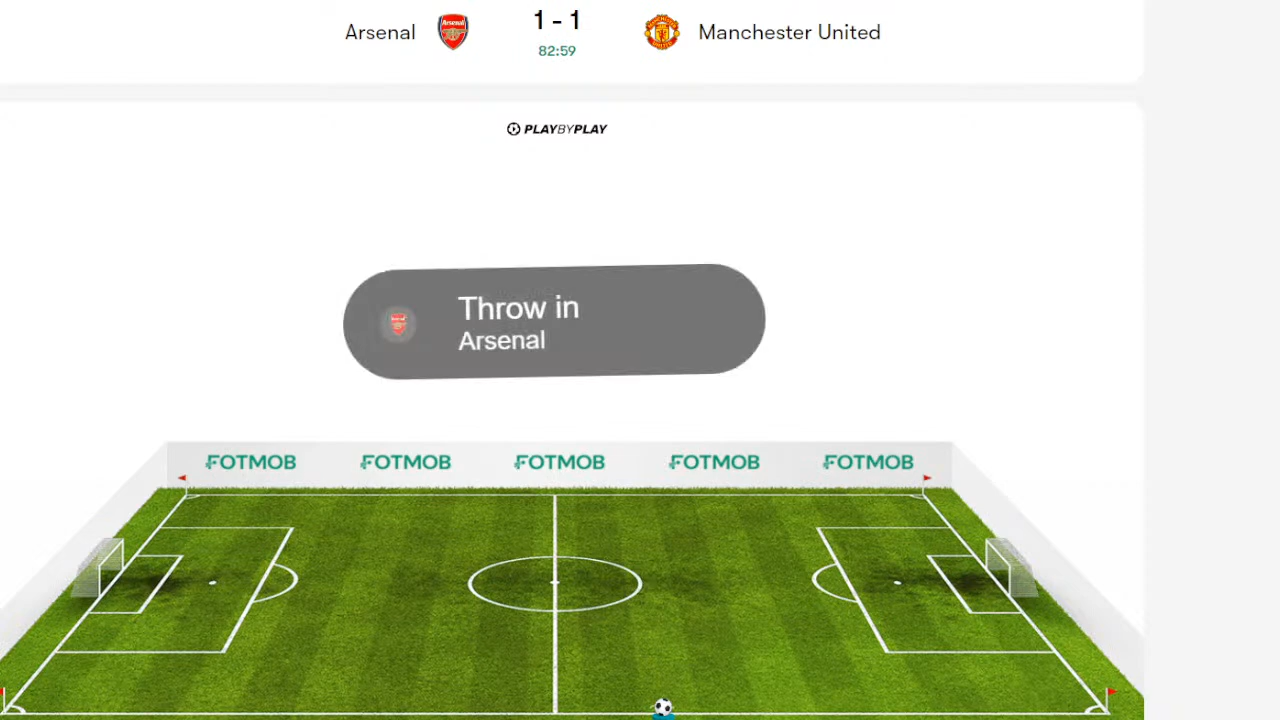 Arsenal
1 - 1
82:59
Manchester United
PLAYBYPLAY
Throw in
Arsenal
FOTMOB FOTMOB FOTMOB FOTMOB FOTMOB